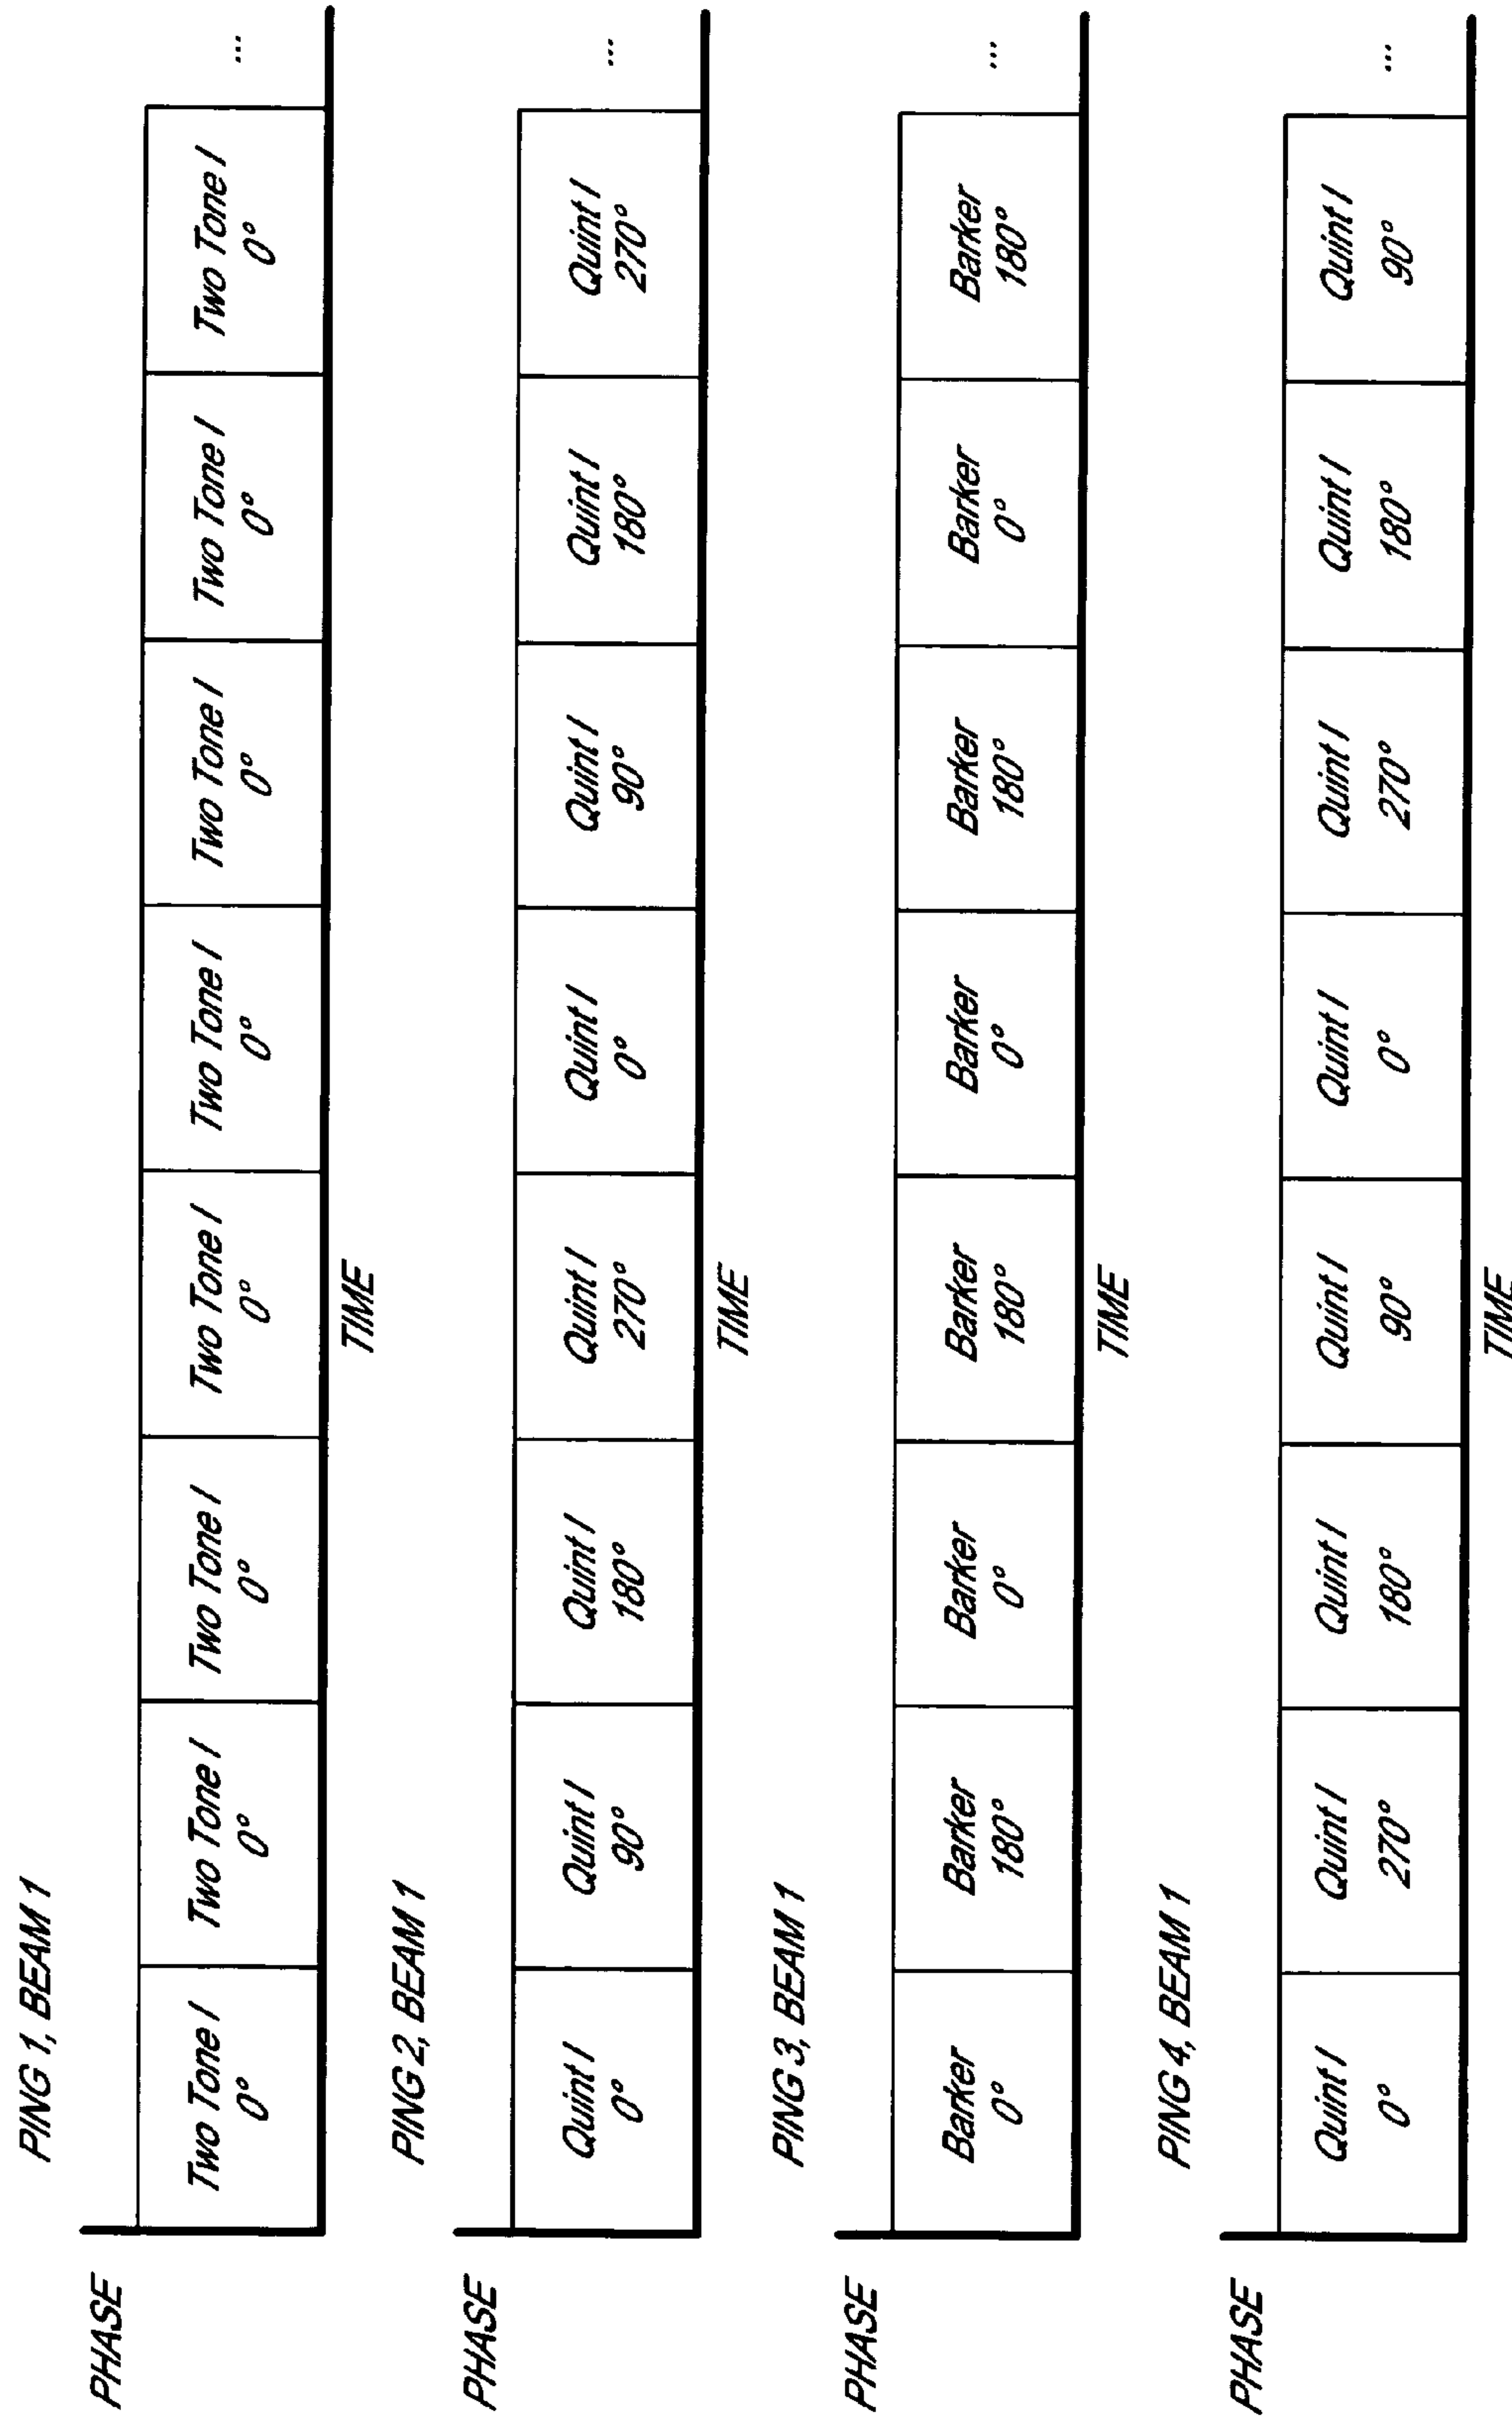 PING 1, BEAM 1
PHASE
Two Tone I
0°
Two Tone I
0°
Two Tone I
0°
Two Tone I
0°
Two Tone I
0°
Two Tone I
0°
Two Tone I
0°
Two Tone I
0°
...
TIME
PING 2, BEAM 1
PHASE
Quint I
0°
Quint I
90°
Quint I
180°
Quint I
270°
Quint I
0°
Quint I
90°
Quint I
180°
Quint I
270°
...
TIME
PING 3, BEAM 1
PHASE
Barker
0°
Barker
180°
Barker
0°
Barker
180°
Barker
0°
Barker
180°
Barker
0°
Barker
180°
...
TIME
PING 4, BEAM 1
PHASE
Quint I
0°
Quint I
270°
Quint I
180°
Quint I
90°
Quint I
0°
Quint I
270°
Quint I
180°
Quint I
90°
...
TIME